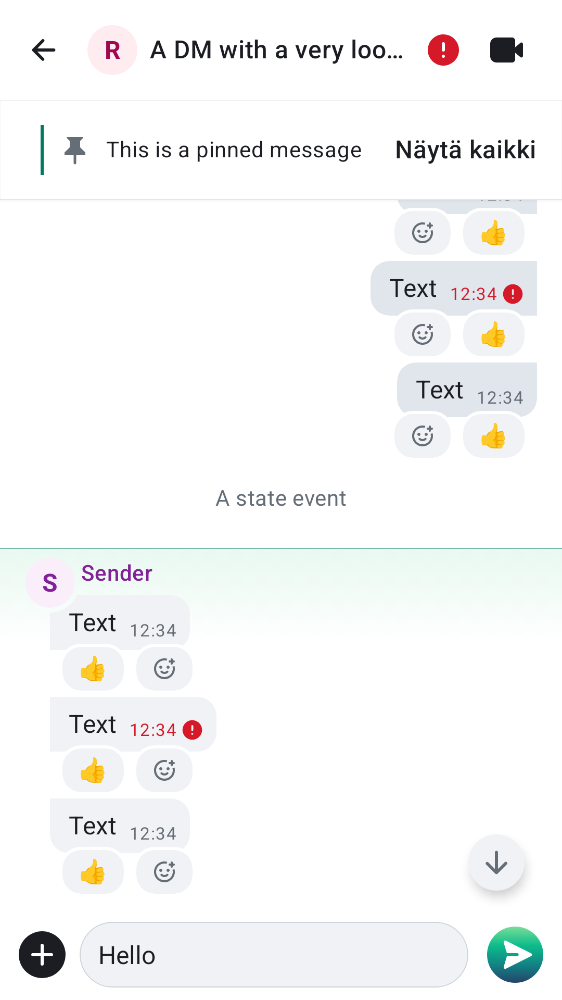 R
A DM with a very loo…
This is a pinned message
Näytä kaikki
Text 12:34
Text 12:34
A state event
S
Sender
Text 12:34
Text 12:34
Text 12:34
Hello